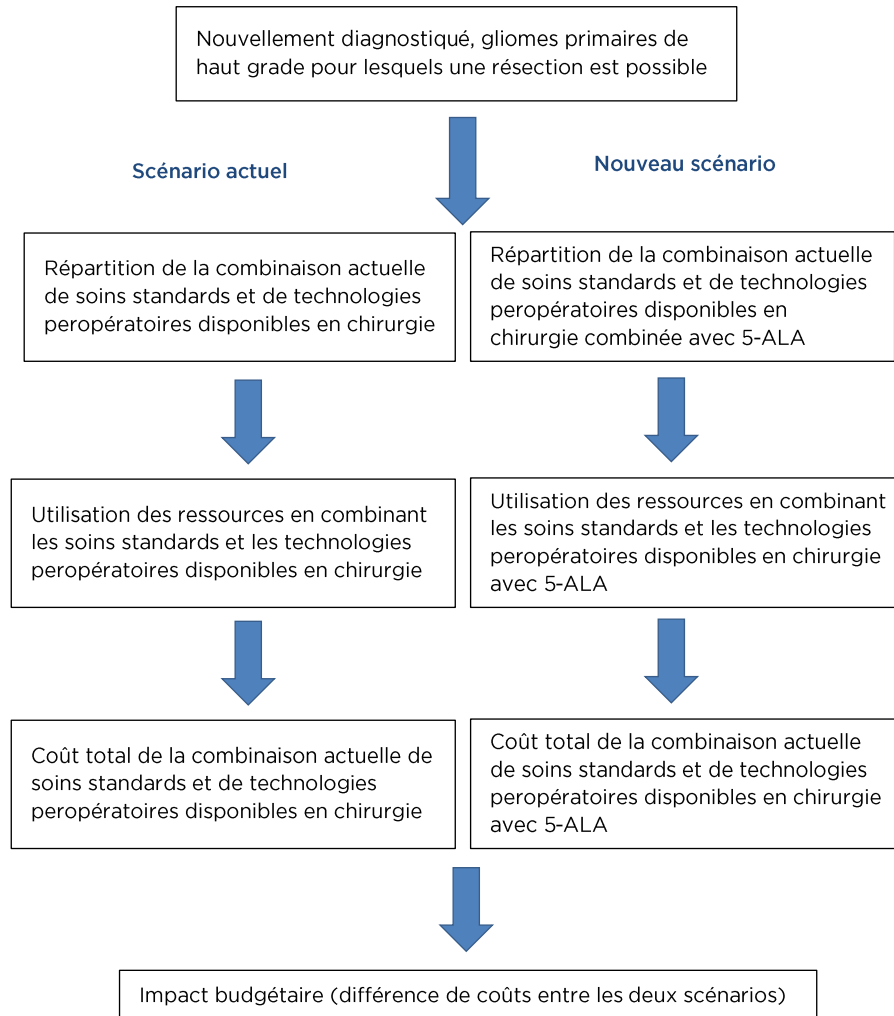 Nouvellement diagnostiqué, gliomes primaires de
haut grade pour lesquels une résection est possible
Scénario actuel
Nouveau scénario
Répartition de la combinaison actuelle
de soins standards et de technologies
peropératoires disponibles en chirurgie
Répartition de la combinaison actuelle
de soins standards et de technologies
peropératoires disponibles en
chirurgie combinée avec 5-ALA
Utilisation des ressources en combinant
les soins standards et les technologies
peropératoires disponibles en chirurgie
Utilisation des ressources en combinant
les soins standards et les technologies
peropératoires disponibles en chirurgie
avec 5-ALA
Coût total de la combinaison actuelle de
soins standards et de technologies
peropératoires disponibles en chirurgie
Coût total de la combinaison actuelle
de soins standards et de technologies
peropératoires disponibles en chirurgie
avec 5-ALA
Impact budgétaire (différence de coûts entre les deux scénarios)